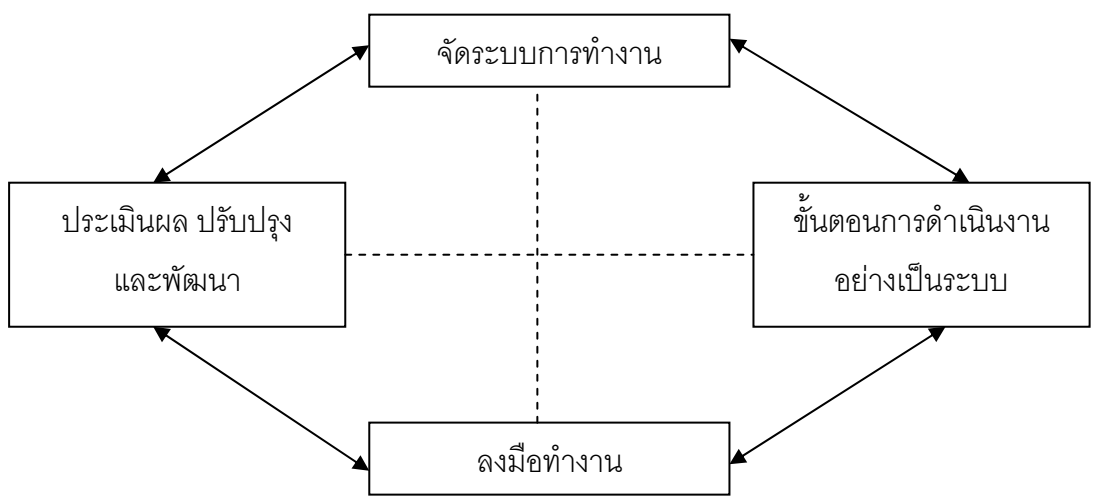 จัดระบบการทำงาน
ประเมินผล ปรับปรุง
และพัฒนา
ขั้นตอนการดำเนินงาน
อย่างเป็นระบบ
ลงมือทำงาน